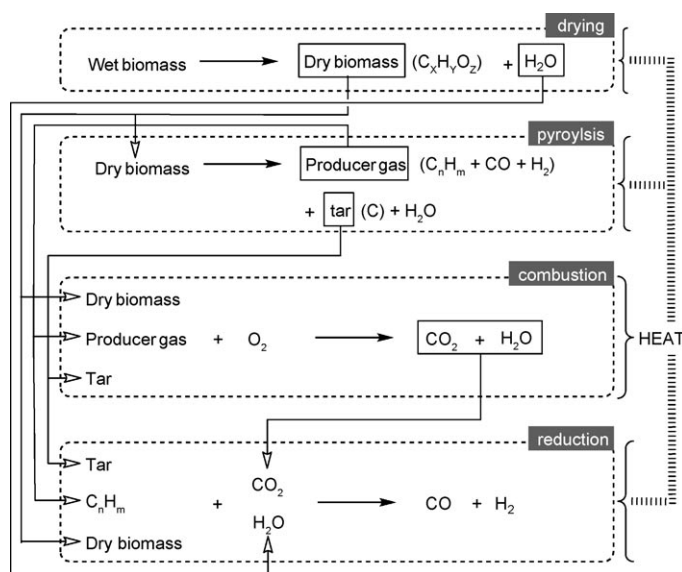 drying
Wet biomass Dry biomass (CXHYOZ) + H2O
pyroylsis
Dry biomass Producer gas (CnHm + CO + H2)
+ tar (C) + H2O
combustion
Dry biomass
Producer gas + O2 CO2 + H2O HEAT
Tar
reduction
Tar
CO2
CnHm + CO + H2
H2O
Dry biomass